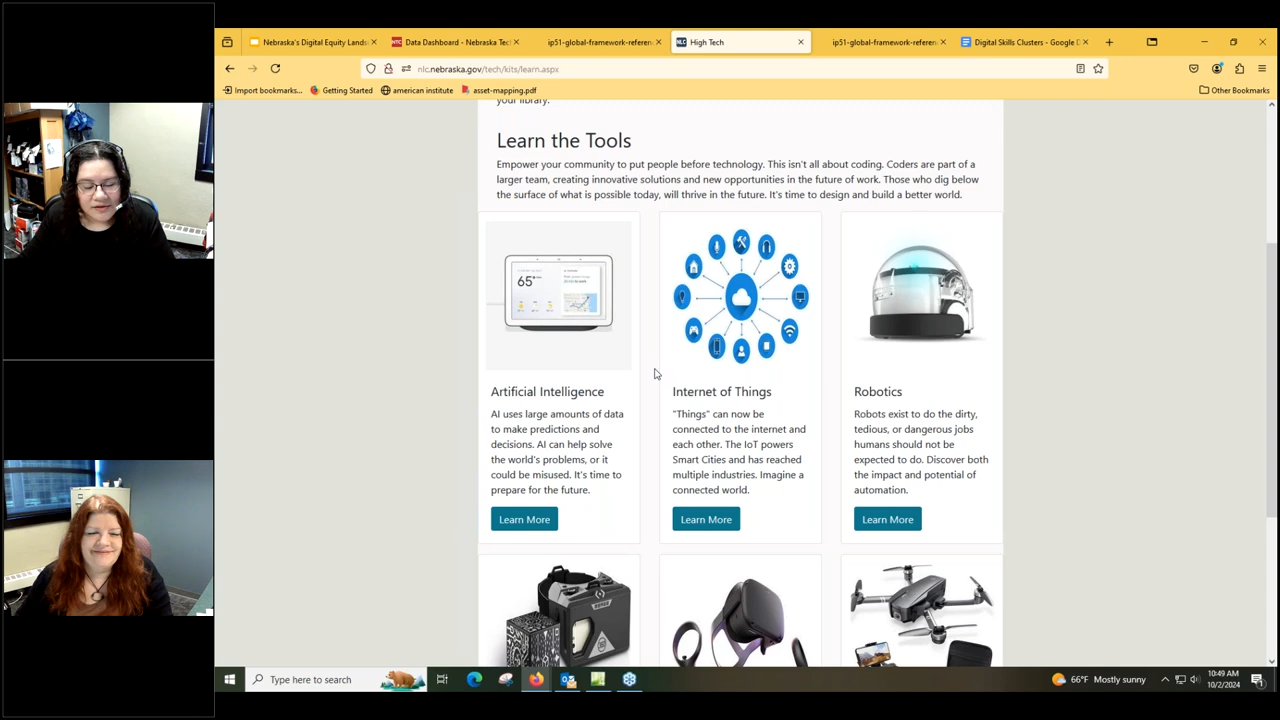 Nebraska's Digital Equity Lands
Data Dashboard - Nebraska Tec
ip51-global-framework-referenc
High Tech
ip51-global-framework-referenc
Digital Skills Clusters - Google D
nlc.nebraska.gov/tech/kits/learn.aspx
Import bookmarks...
Getting Started
american institute
asset-mapping.pdf
Other Bookmarks
your library.
Learn the Tools
Empower your community to put people before technology. This isn't all about coding. Coders are part of a
larger team, creating innovative solutions and new opportunities in the future of work. Those who dig below
the surface of what is possible today, will thrive in the future. It's time to design and build a better world.
65°
Artificial Intelligence
AI uses large amounts of data
to make predictions and
decisions. AI can help solve
the world's problems, or it
could be misused. It's time to
prepare for the future.
Learn More
Internet of Things
"Things" can now be
connected to the internet and
each other. The IoT powers
Smart Cities and has reached
multiple industries. Imagine a
connected world.
Learn More
Robotics
Robots exist to do the dirty,
tedious, or dangerous jobs
humans should not be
expected to do. Discover both
the impact and potential of
automation.
Learn More
Type here to search
66°F Mostly sunny
10:49 AM
10/2/2024